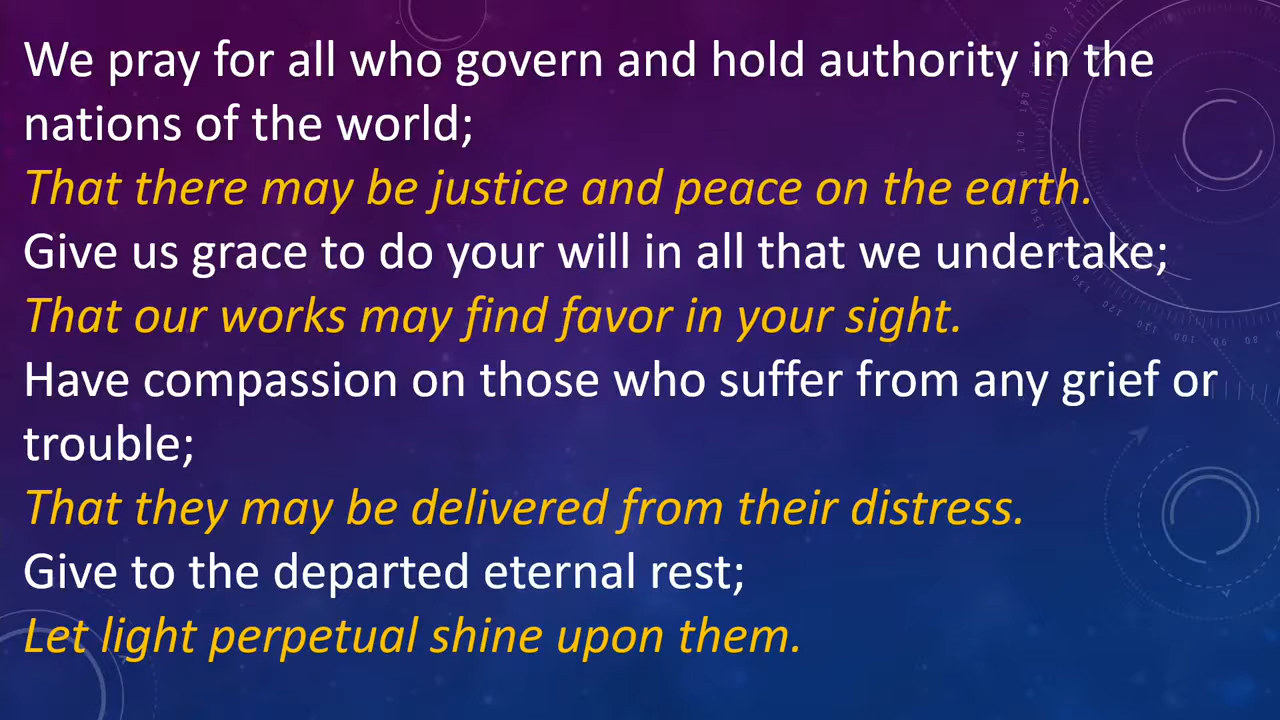 We pray for all who govern and hold authority in the
nations of the world;
That there may be justice and peace on the earth.
Give us grace to do your will in all that we undertake;
That our works may find favor in your sight.
Have compassion on those who suffer from any grief or
trouble;
That they may be delivered from their distress.
Give to the departed eternal rest;
Let light perpetual shine upon them.